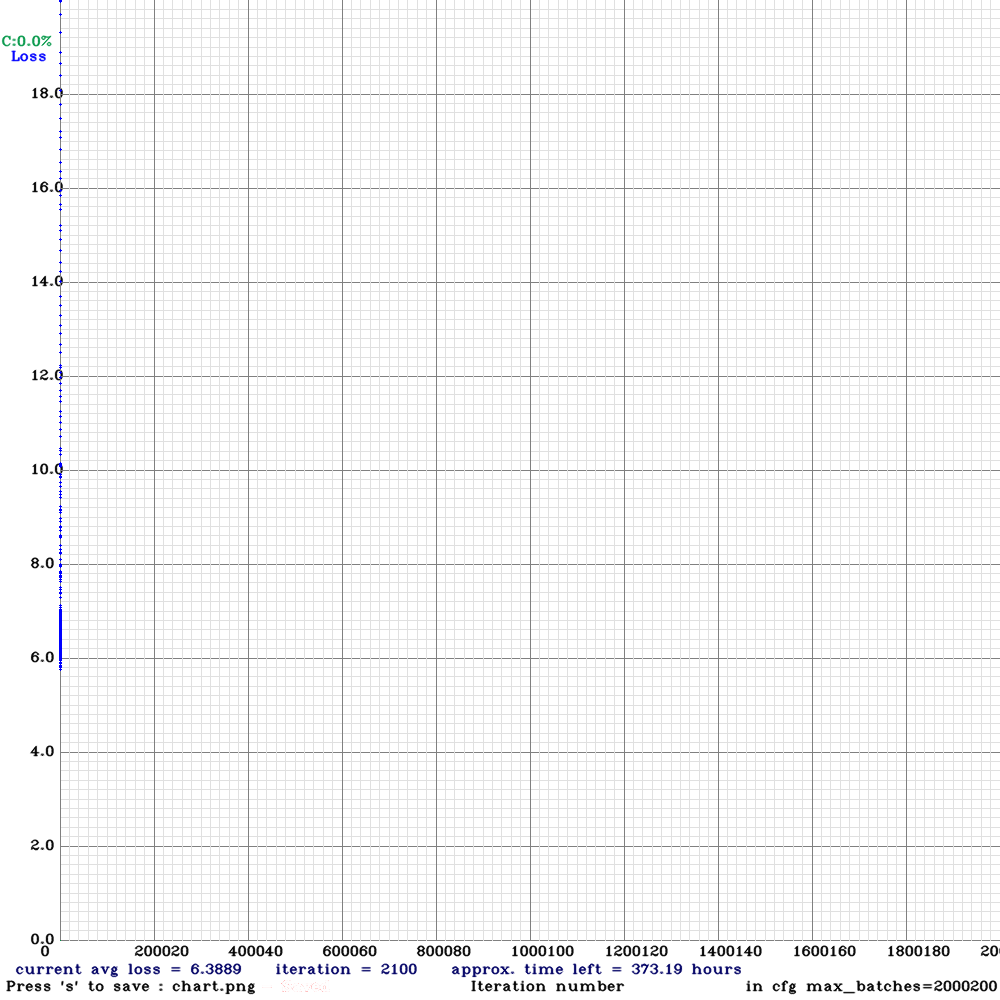 C:0.0%
Loss
18.0
16.0
14.0
12.0
10.0
8.0
6.0
4.0
2.0
0.0
0 200020 400040 600060 800080 1000100 1200120 1400140 1600160 1800180 20
current avg loss = 6.3889 iteration = 2100 approx. time left = 373.19 hours
Press 's' to save : chart.png Iteration number in cfg max_batches=2000200